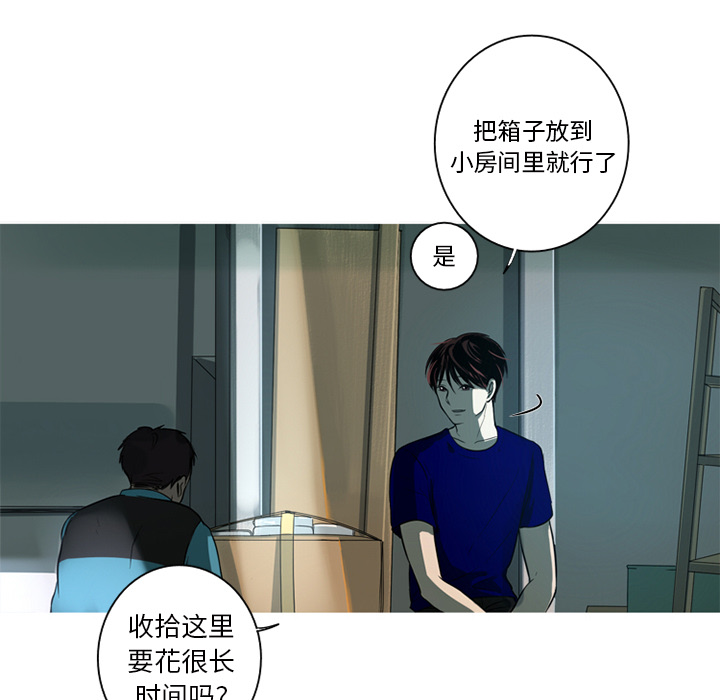 把箱子放到
小房间里就行了
是
收拾这里
要花很长
时间吗?